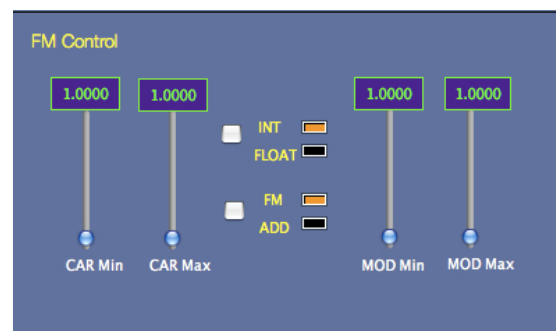 FM Control
1.0000 1.0000 1.0000 1.0000
INT
FLOAT
FM
ADD
CAR Min CAR Max MOD Min MOD Max